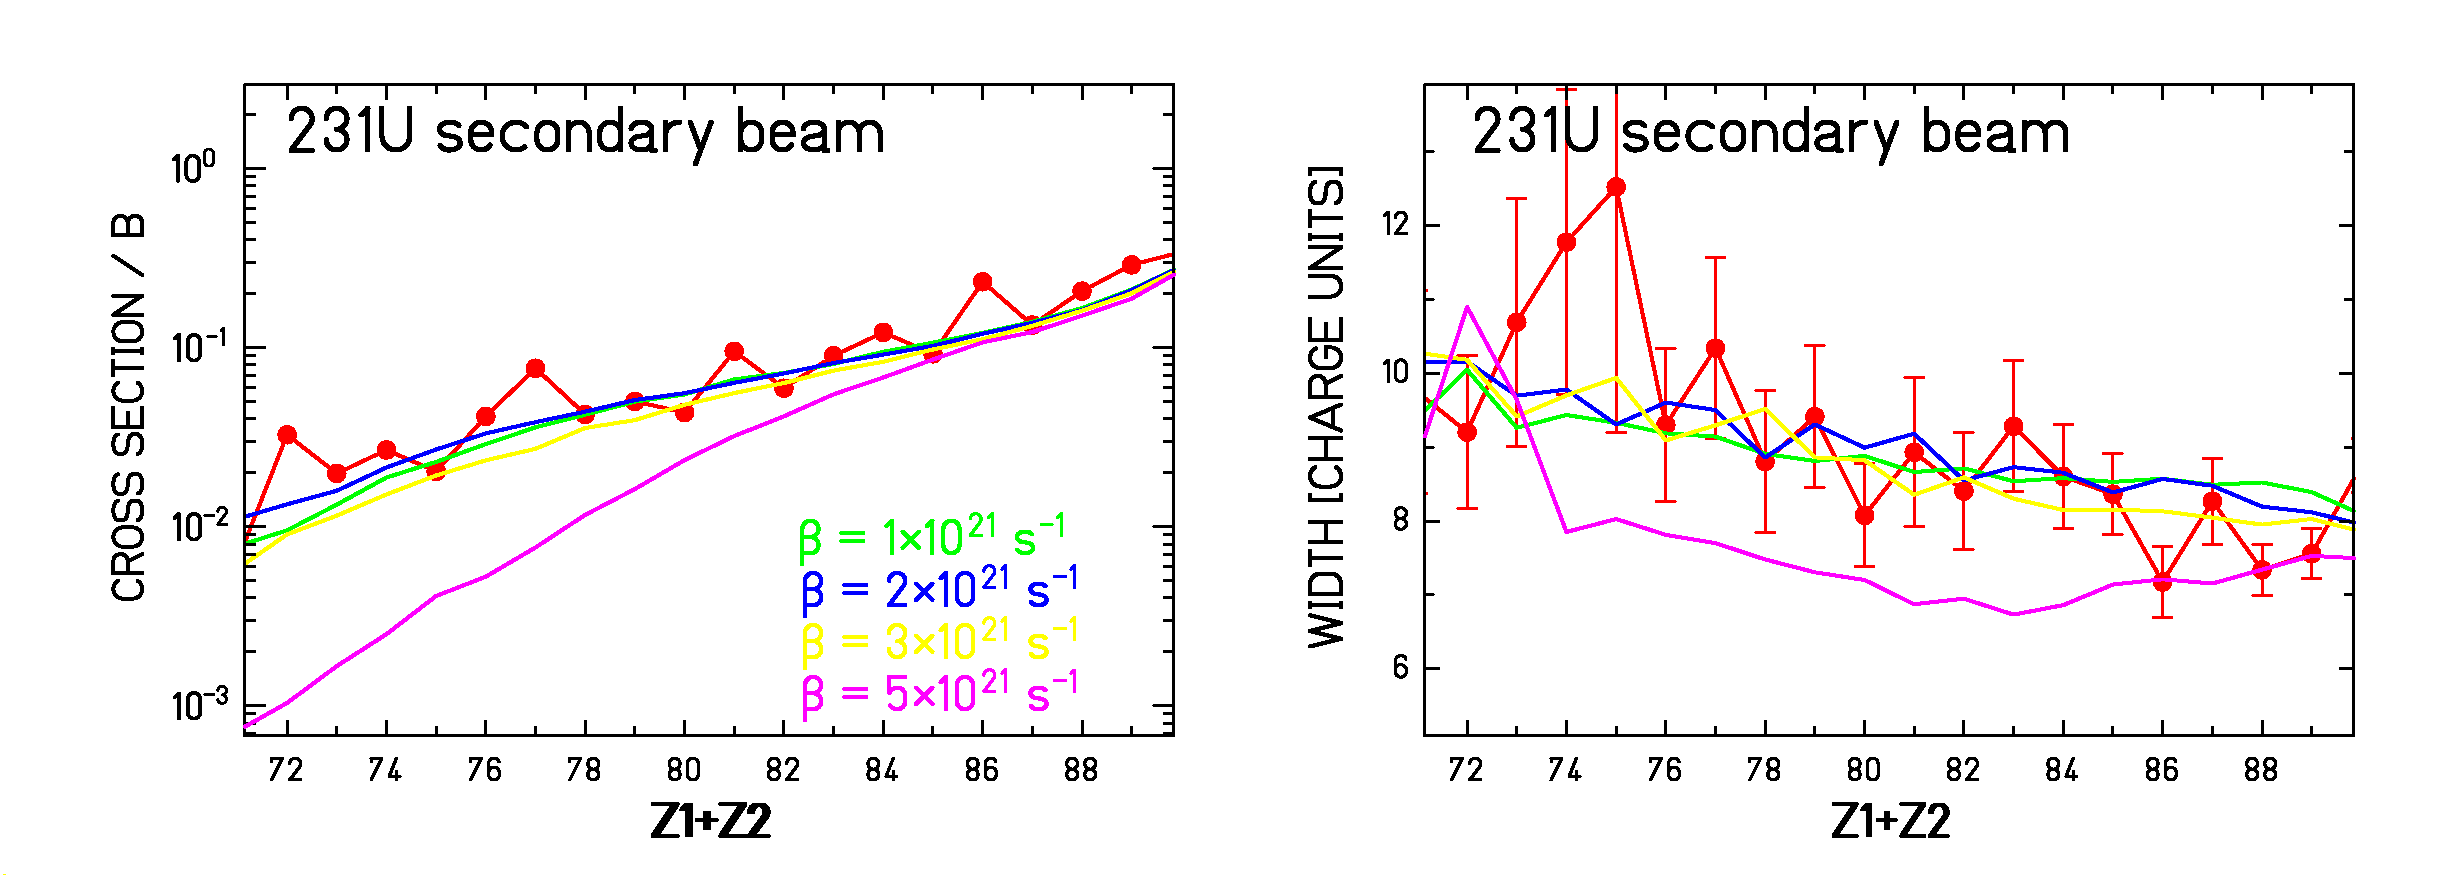 231U secondary beam
CROSS SECTION / B
10⁰
10⁻¹
10⁻²
10⁻³
β = 1×10²¹ s⁻¹
β = 2×10²¹ s⁻¹
β = 3×10²¹ s⁻¹
β = 5×10²¹ s⁻¹
72 74 76 78 80 82 84 86 88
Z1+Z2
231U secondary beam
WIDTH [CHARGE UNITS]
12
10
8
6
72 74 76 78 80 82 84 86 88
Z1+Z2